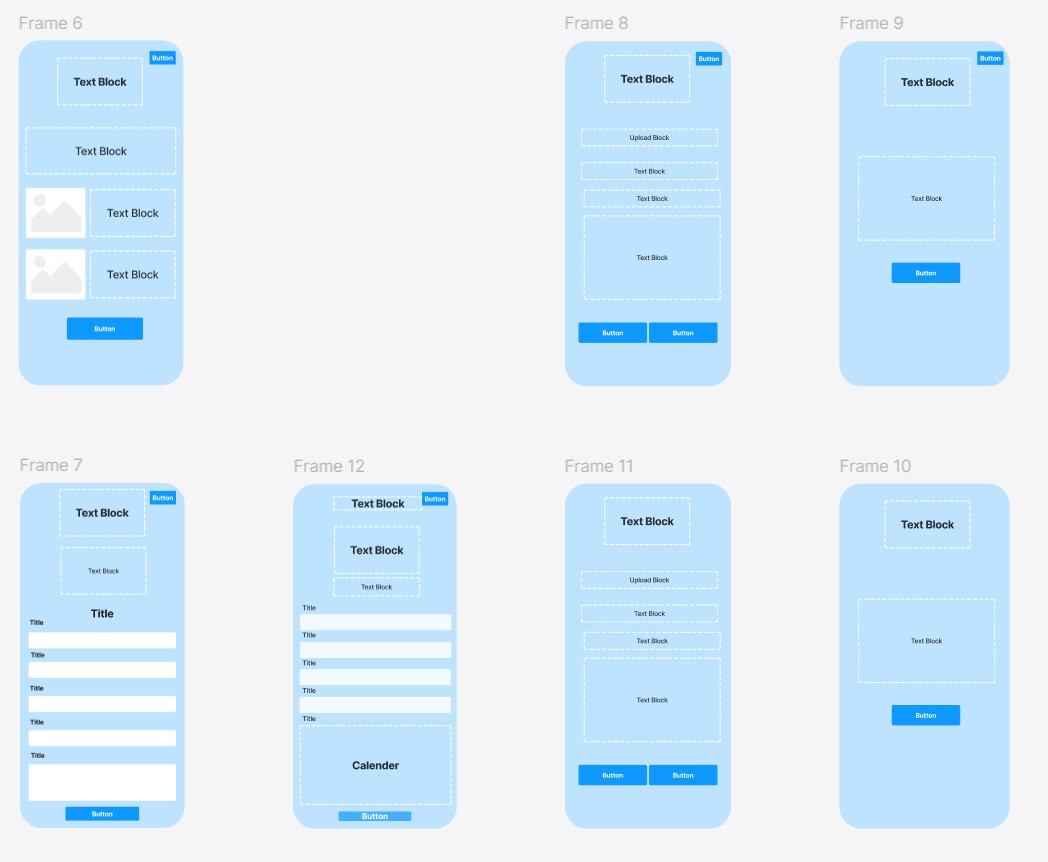 Frame 6
Button
Text Block
Text Block
Text Block
Text Block
Button
Frame 8
Button
Text Block
Upload Block
Text Block
Text Block
Text Block
Button Button
Frame 9
Button
Text Block
Text Block
Button
Frame 7
Button
Text Block
Text Block
Title
Title
Title
Title
Title
Title
Button
Frame 12
Text Block Button
Text Block
Text Block
Title
Title
Title
Title
Title
Calender
Button
Frame 11
Text Block
Upload Block
Text Block
Text Block
Text Block
Button Button
Frame 10
Text Block
Text Block
Button